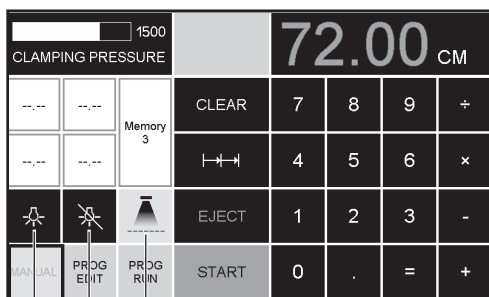 1500
72.00 CM
CLAMPING PRESSURE
--.-- --.-- Memory 3 CLEAR 7 8 9 ÷
--.-- --.-- 4 5 6 ×
EJECT 1 2 3 -
MANUAL PROG EDIT PROG RUN START 0 . = +